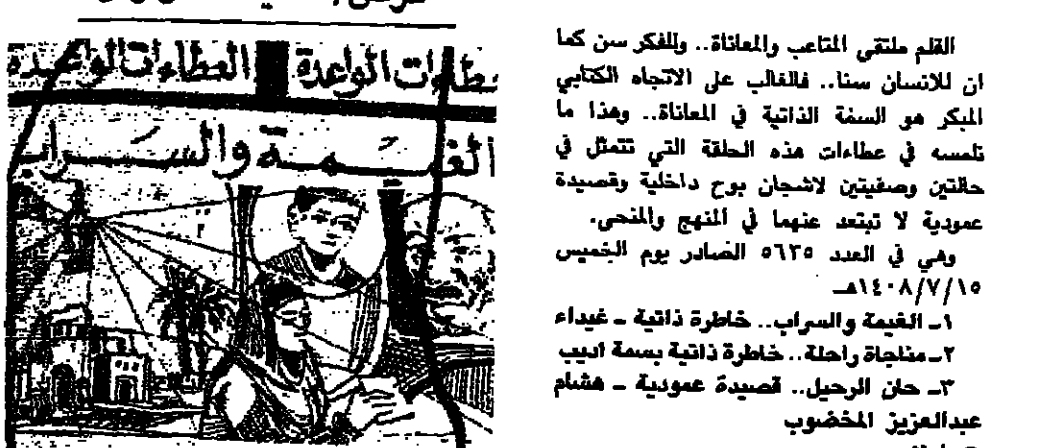 العطاءات الواعدة
العطاءات الواعدة
الغيمة والسراب
القلم ملتقى المتاعب والمعاناة.. وللفكر سن كما
ان للانسان سنا.. فالغالب على الاتجاه الكتابي
المبكر هو السمة الذاتية في المعاناة.. وهذا ما
نلمسه في عطاءات هذه الحلقة التي تتمثل في
حالتين وصفيتين لاشجان بوح داخلية وقصيدة
عمودية لا تبتعد عنهما في المنهج والمنحى.
وهي في العدد ٥٦٣٥ الصادر يوم الخميس
١٤٠٨/٧/١٥هـ
١ـ الغيمة والسراب.. خاطرة ذاتية ـ غيداء
٢ـ مناجاة راحلة.. خاطرة ذاتية بسمة اديب
٣ـ حان الرحيل.. قصيدة عمودية ـ هشام
عبدالعزيز المخضوب